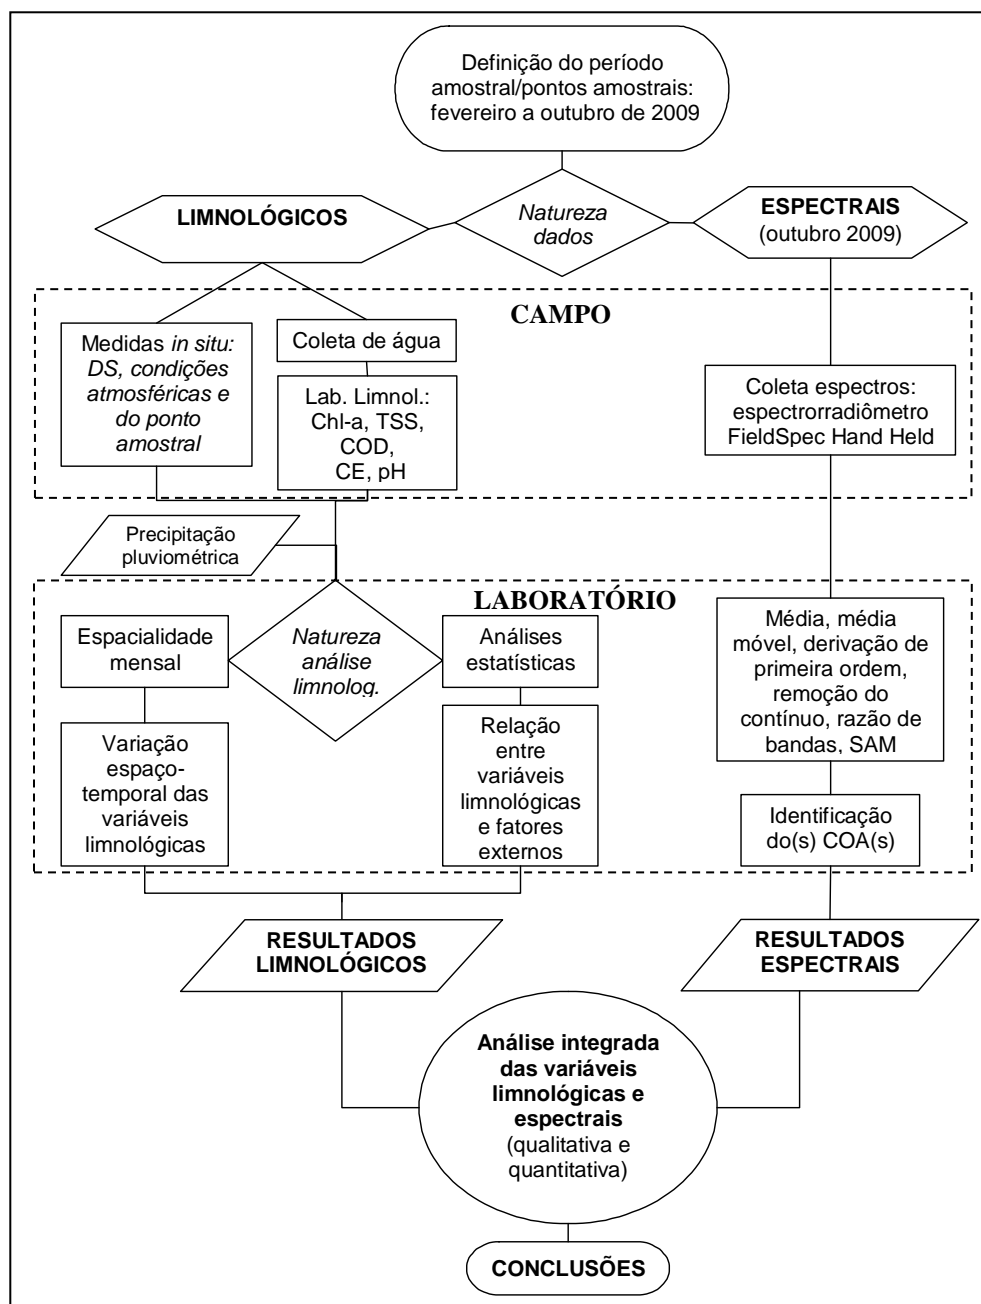 Definição do período
amostral/pontos amostrais:
fevereiro a outubro de 2009
LIMNOLÓGICOS
Natureza
dados
ESPECTRAIS
(outubro 2009)
CAMPO
Medidas in situ:
DS, condições
atmosféricas e
do ponto
amostral
Coleta de água
Lab. Limnol.:
Chl-a, TSS,
COD,
CE, pH
Coleta espectros:
espectrorradiômetro
FieldSpec Hand Held
Precipitação
pluviométrica
LABORATÓRIO
Espacialidade
mensal
Natureza
análise
limnolog.
Análises
estatísticas
Média, média
móvel, derivação de
primeira ordem,
remoção do
contínuo, razão de
bandas, SAM
Variação
espaço-
temporal das
variáveis
limnológicas
Relação
entre
variáveis
limnológicas
e fatores
externos
Identificação
do(s) COA(s)
RESULTADOS
LIMNOLÓGICOS
RESULTADOS
ESPECTRAIS
Análise integrada
das variáveis
limnológicas e
espectrais
(qualitativa e
quantitativa)
CONCLUSÕES